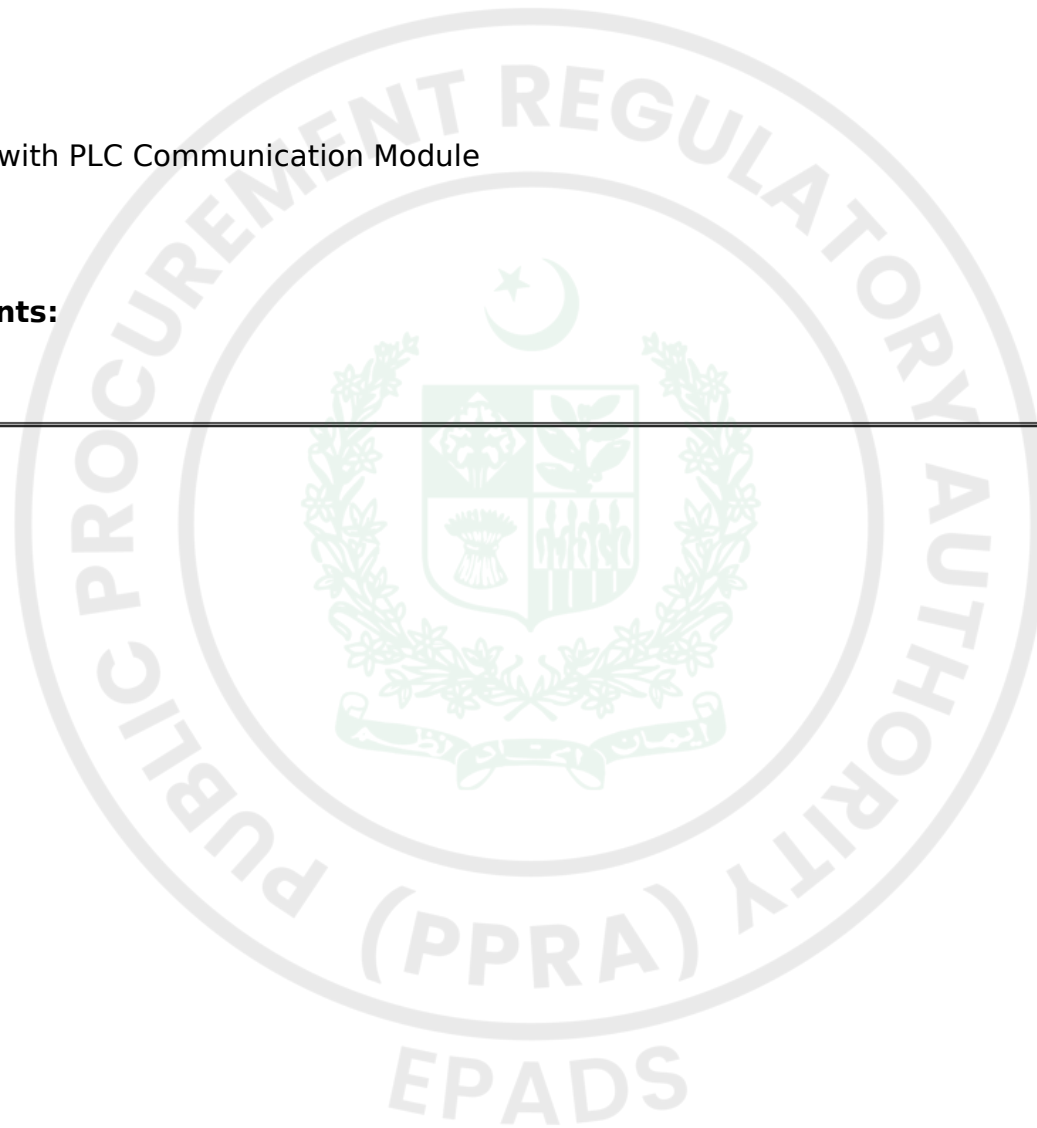 with PLC Communication Module
nts:
PUBLIC PROCUREMENT REGULATORY AUTHORITY
(PPRA)
EPADS